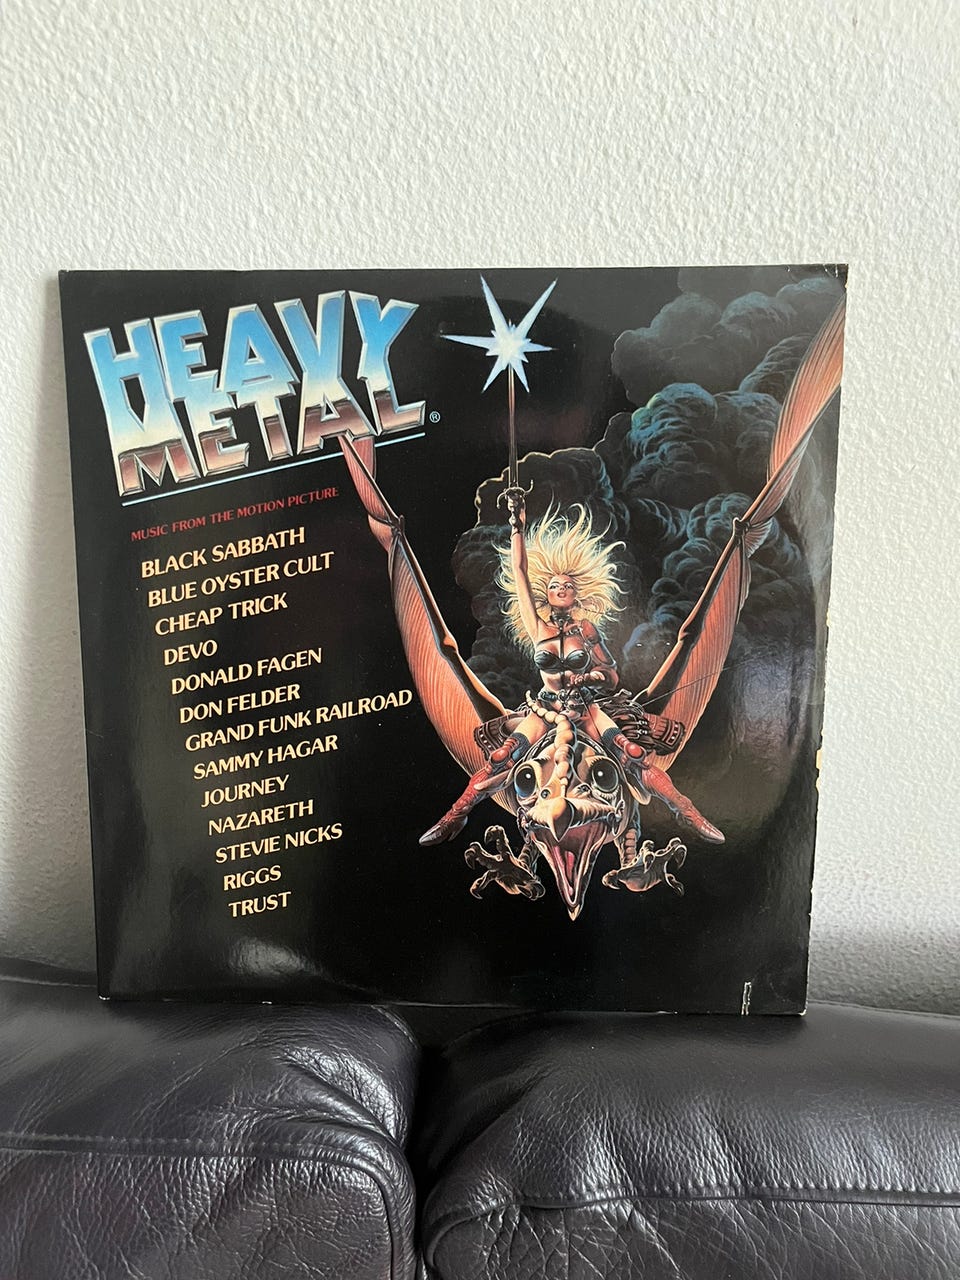 HEAVY
METAL®
MUSIC FROM THE MOTION PICTURE
BLACK SABBATH
BLUE OYSTER CULT
CHEAP TRICK
DEVO
DONALD FAGEN
DON FELDER
GRAND FUNK RAILROAD
SAMMY HAGAR
JOURNEY
NAZARETH
STEVIE NICKS
RIGGS
TRUST